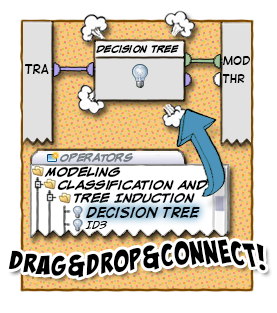 DECISION TREE
TRA
MOD
THR
OPERATORS
MODELING
CLASSIFICATION AND
TREE INDUCTION
DECISION TREE
ID3
DRAG&DROP&CONNECT!